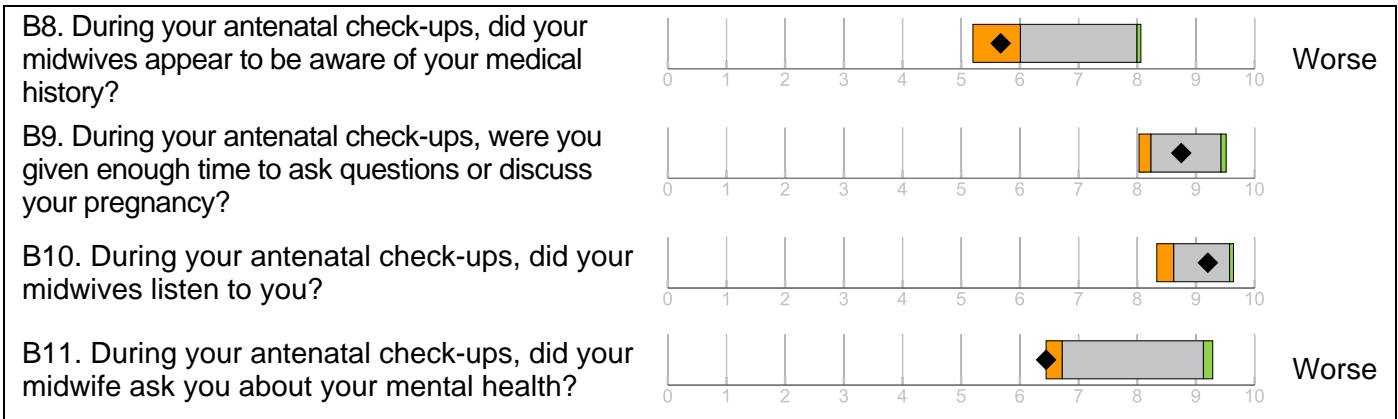 B8. During your antenatal check-ups, did your
midwives appear to be aware of your medical
history?
0 1 2 3 4 5 6 7 8 9 10
Worse
B9. During your antenatal check-ups, were you
given enough time to ask questions or discuss
your pregnancy?
0 1 2 3 4 5 6 7 8 9 10
B10. During your antenatal check-ups, did your
midwives listen to you?
0 1 2 3 4 5 6 7 8 9 10
B11. During your antenatal check-ups, did your
midwife ask you about your mental health?
0 1 2 3 4 5 6 7 8 9 10
Worse